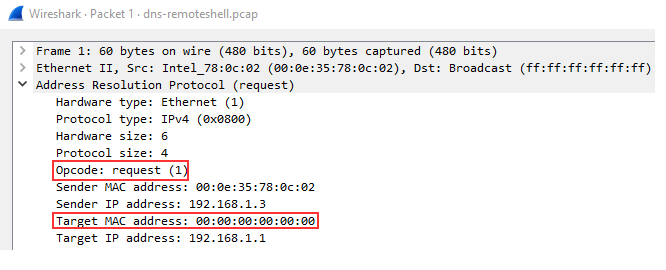 Wireshark · Packet 1 · dns-remoteshell.pcap
Frame 1: 60 bytes on wire (480 bits), 60 bytes captured (480 bits)
Ethernet II, Src: Intel_78:0c:02 (00:0e:35:78:0c:02), Dst: Broadcast (ff:ff:ff:ff:ff:ff)
Address Resolution Protocol (request)
Hardware type: Ethernet (1)
Protocol type: IPv4 (0x0800)
Hardware size: 6
Protocol size: 4
Opcode: request (1)
Sender MAC address: 00:0e:35:78:0c:02
Sender IP address: 192.168.1.3
Target MAC address: 00:00:00:00:00:00
Target IP address: 192.168.1.1